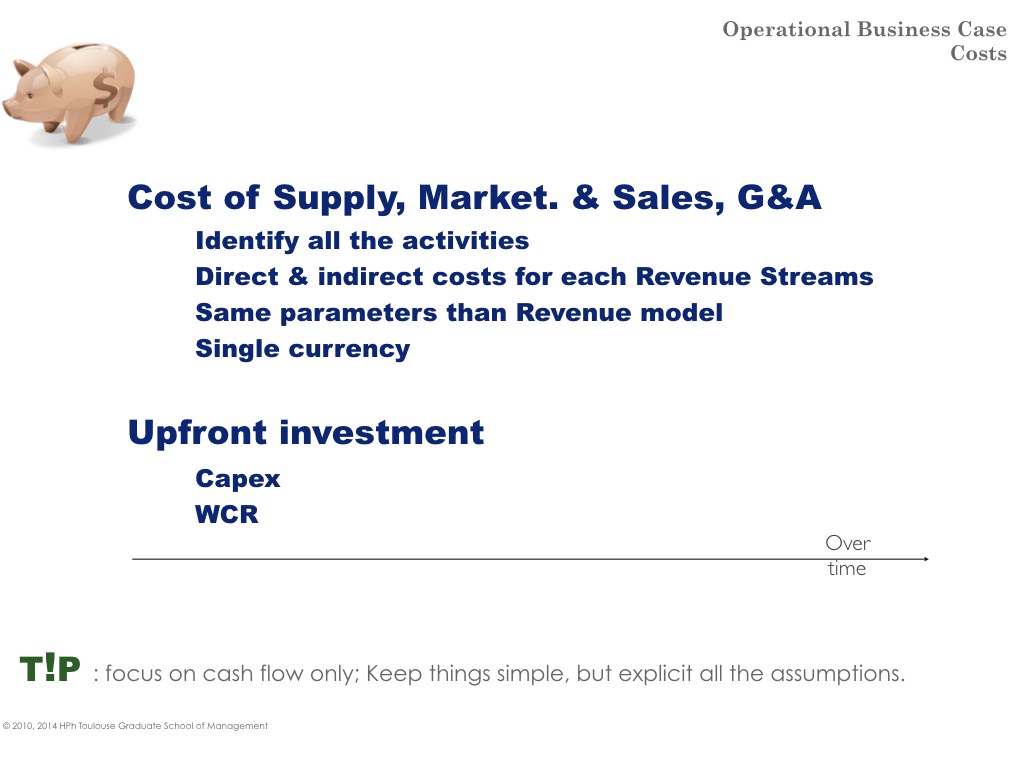 Operational Business Case
Costs
$
Cost of Supply, Market. & Sales, G&A
Identify all the activities
Direct & indirect costs for each Revenue Streams
Same parameters than Revenue model
Single currency
Upfront investment
Capex
WCR
Over
time
T!P : focus on cash flow only; Keep things simple, but explicit all the assumptions.
© 2010, 2014 HPh Toulouse Graduate School of Management